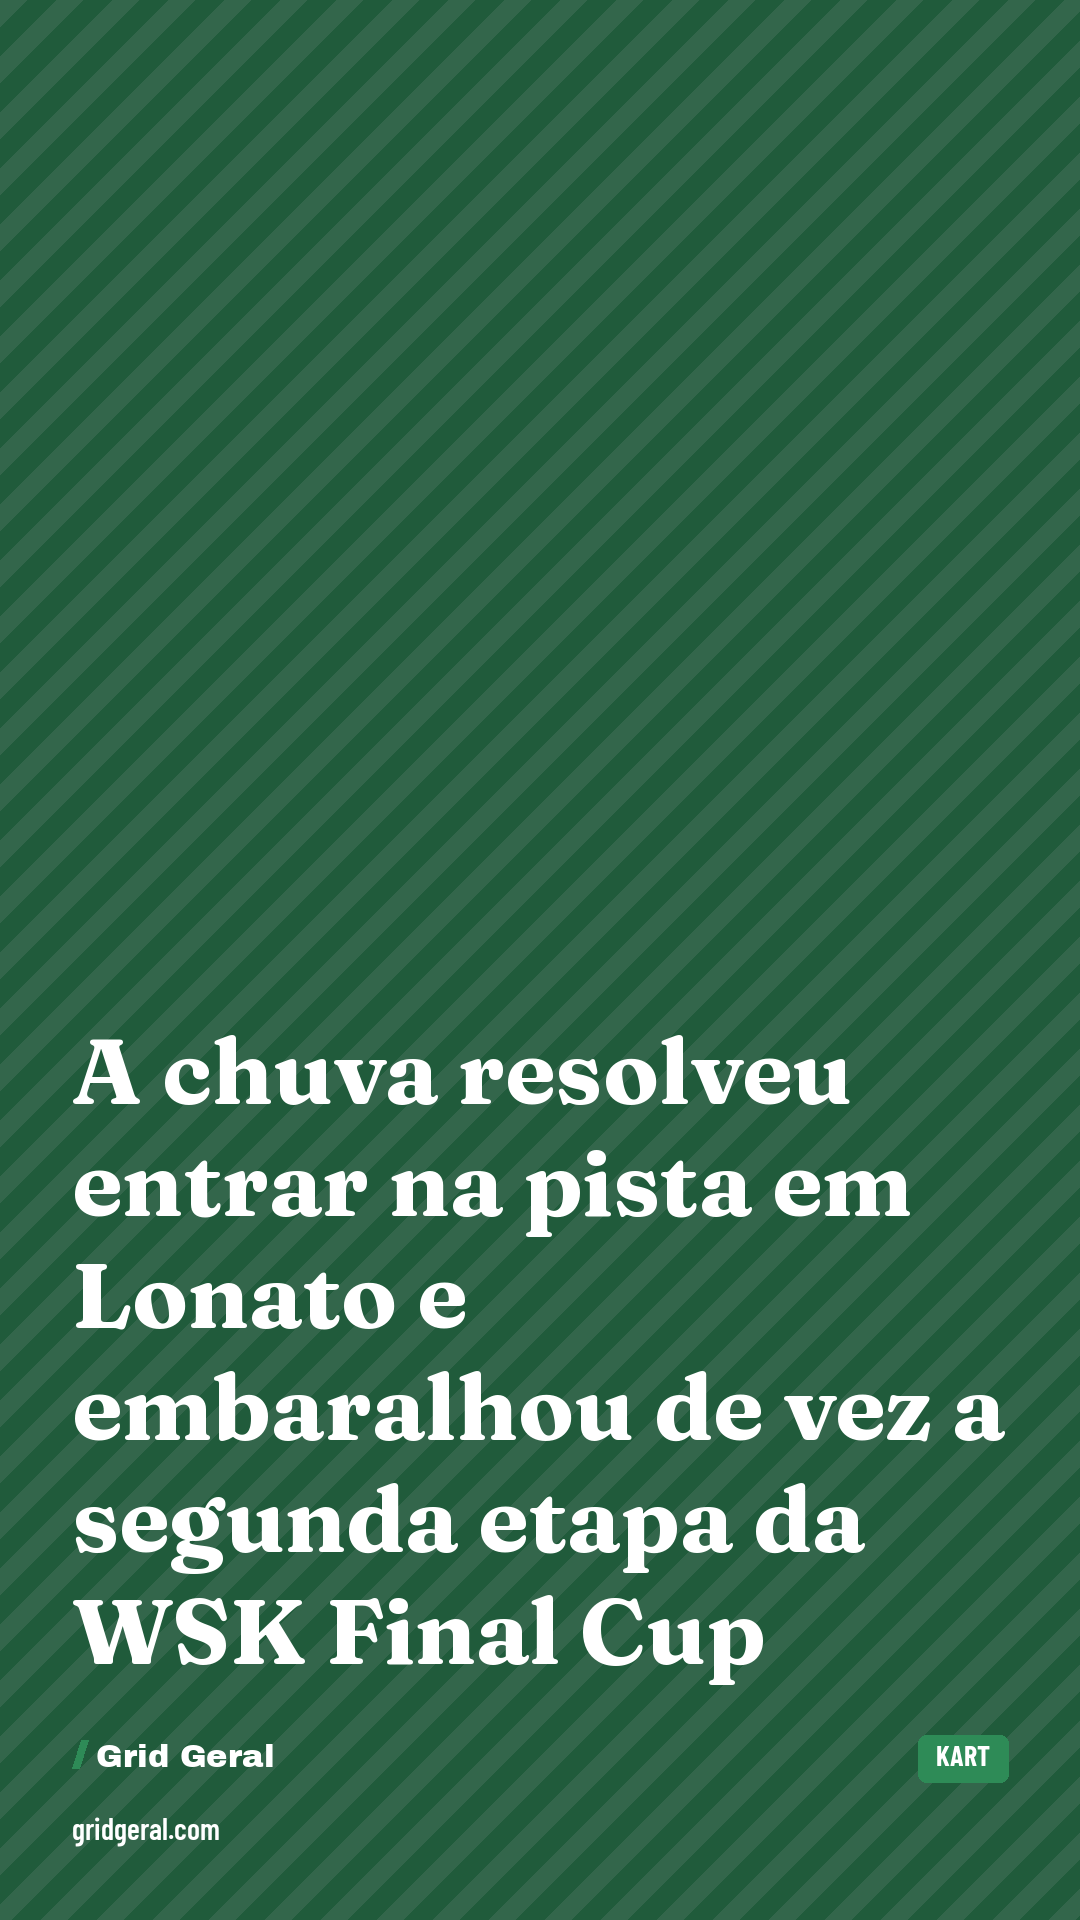 A chuva resolveu
entrar na pista em
Lonato e
embaralhou de vez a
segunda etapa da
WSK Final Cup
/ Grid Geral
KART
gridgeral.com